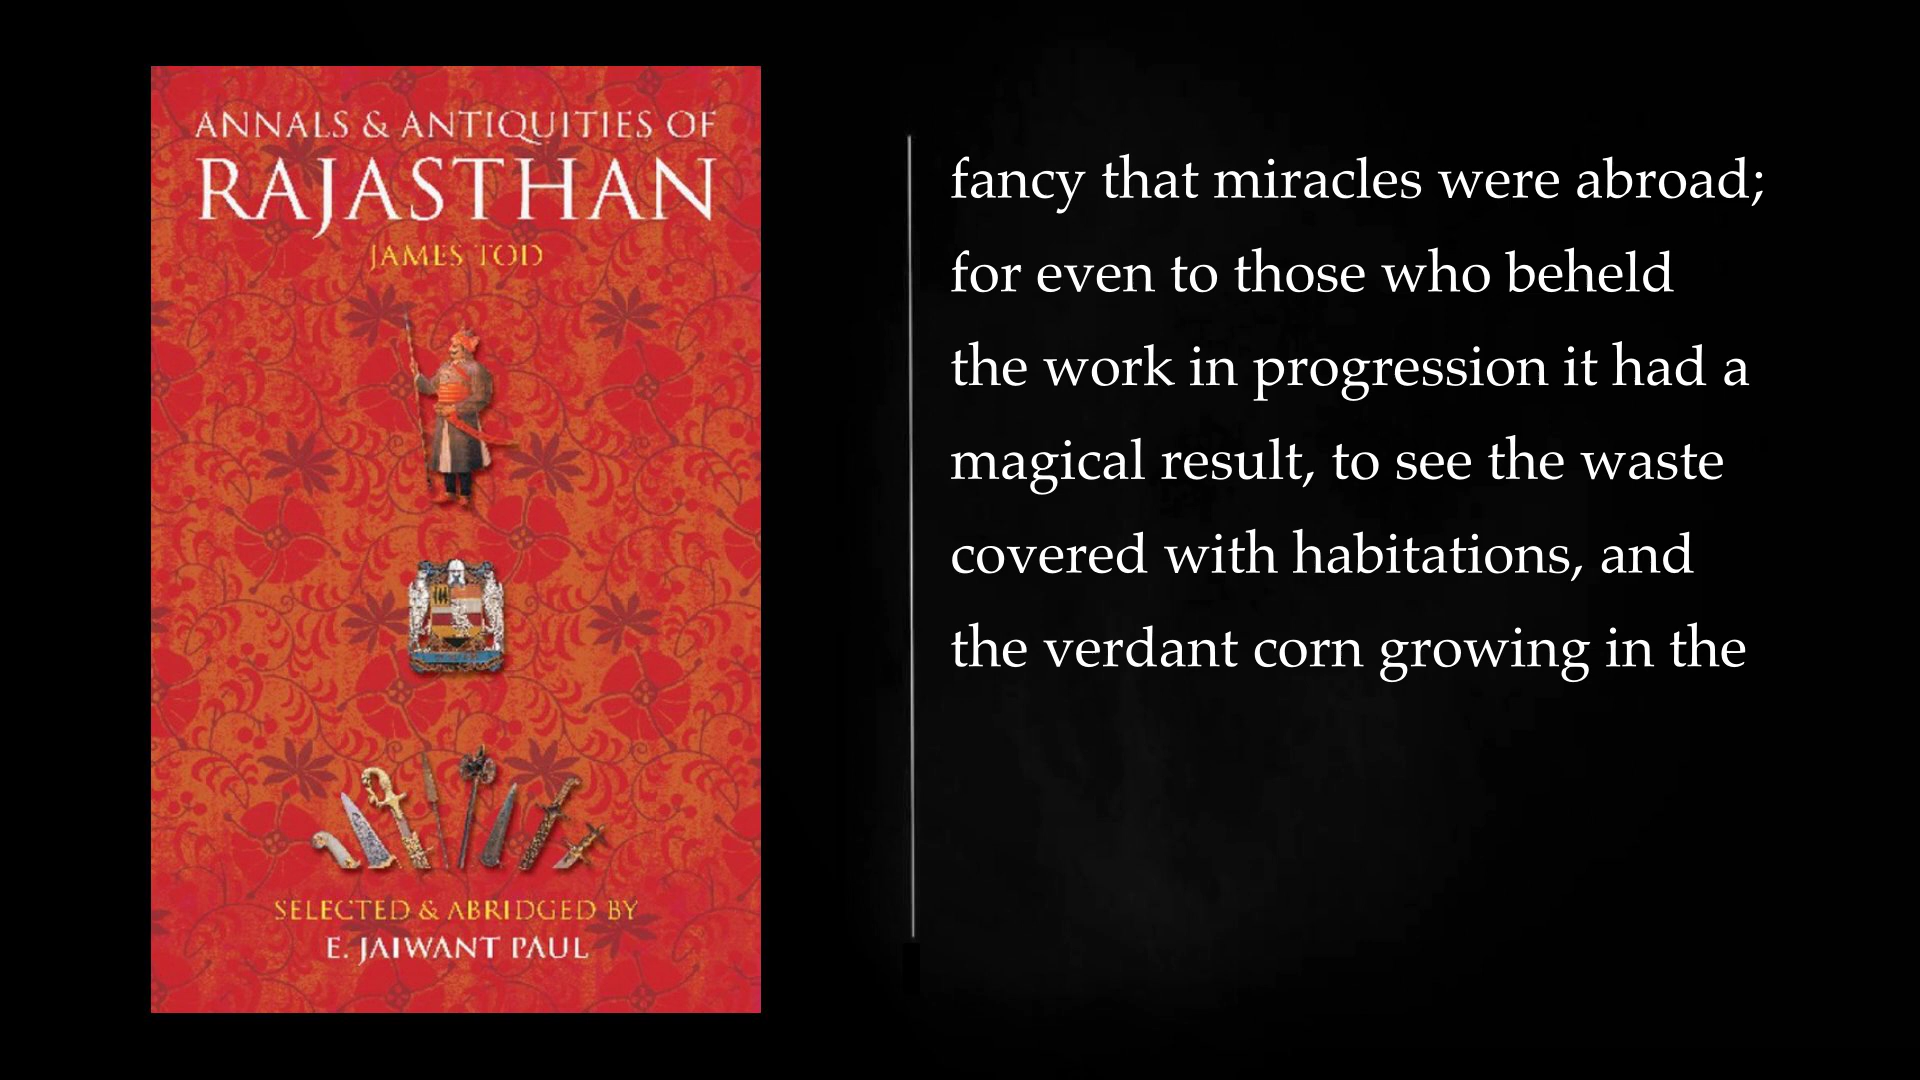 ANNALS & ANTIQUITIES OF
RAJASTHAN
JAMES TOD
SELECTED & ABRIDGED BY
E. JAIWANT PAUL
fancy that miracles were abroad;
for even to those who beheld
the work in progression it had a
magical result, to see the waste
covered with habitations, and
the verdant corn growing in the